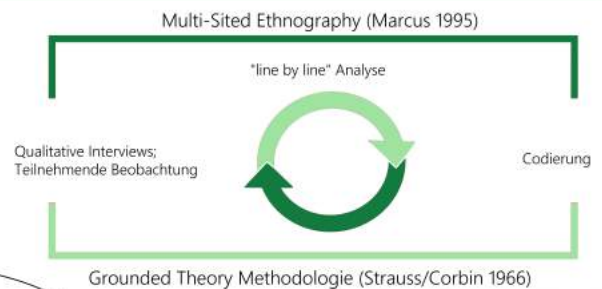 Multi-Sited Ethnography (Marcus 1995)
"line by line" Analyse
Qualitative Interviews;
Teilnehmende Beobachtung
Codierung
Grounded Theory Methodologie (Strauss/Corbin 1966)